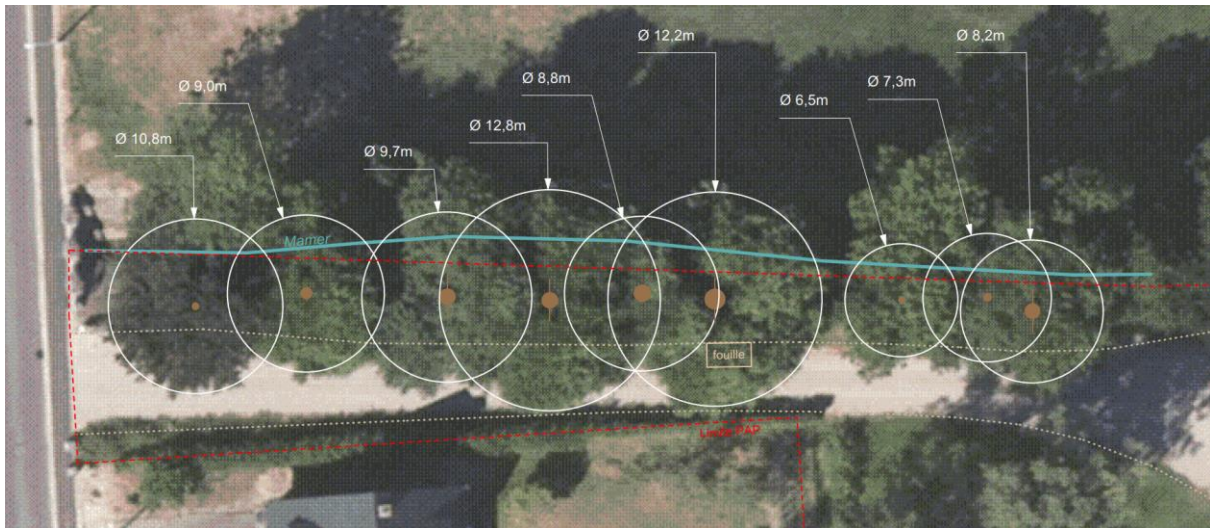 Ø 12,2m
Ø 8,2m
Ø 8,8m
Ø 7,3m
Ø 9,0m
Ø 6,5m
Ø 12,8m
Ø 10,8m
Ø 9,7m
Mamer
fouille
Limite PAP